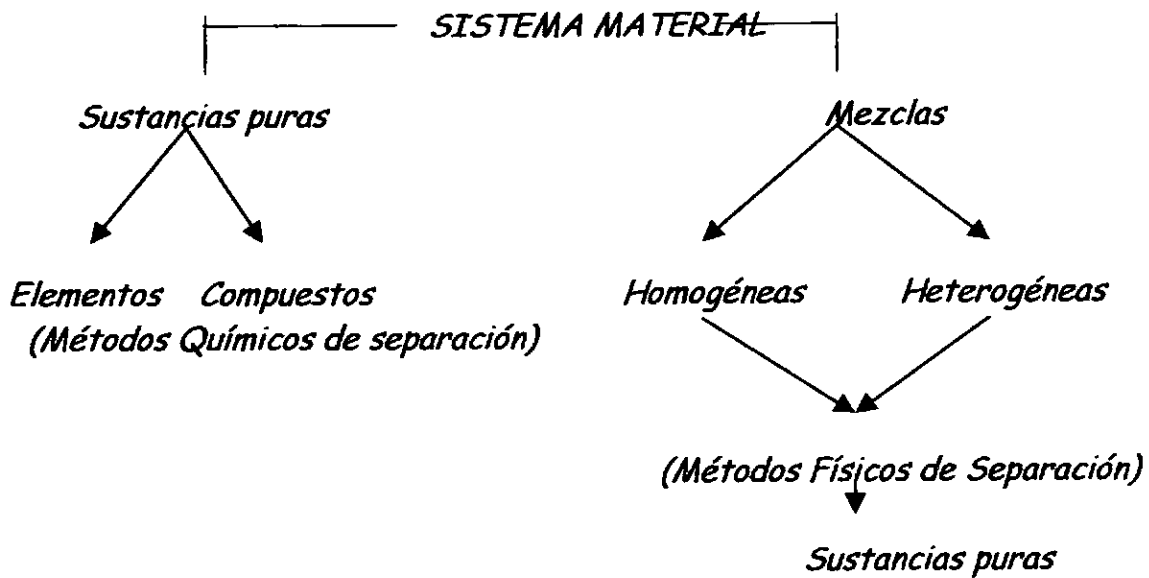 SISTEMA MATERIAL
Sustancias puras Mezclas
Elementos Compuestos Homogéneas Heterogéneas
(Métodos Químicos de separación)
(Métodos Físicos de Separación)
Sustancias puras